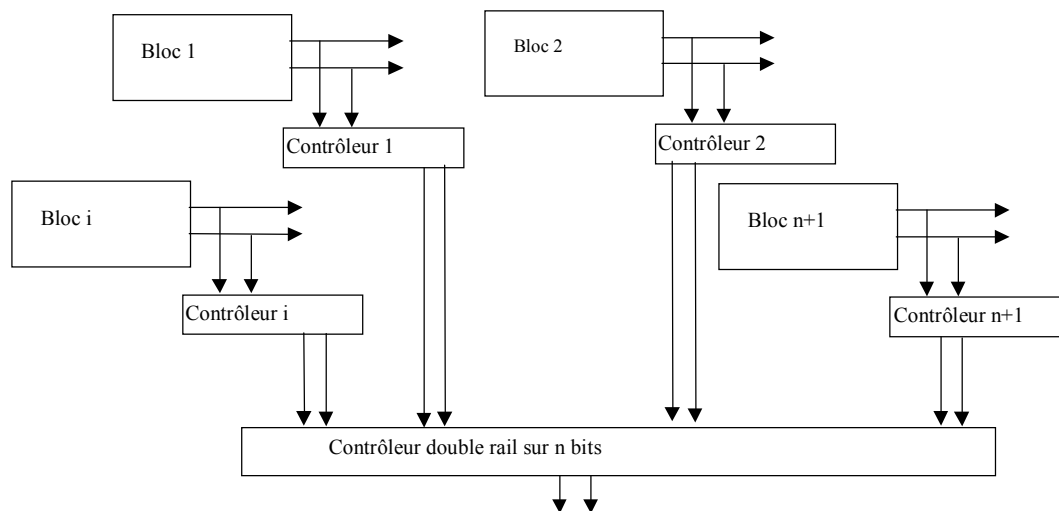 Bloc 1
Bloc 2
Contrôleur 1
Contrôleur 2
Bloc i
Bloc n+1
Contrôleur i
Contrôleur n+1
Contrôleur double rail sur n bits